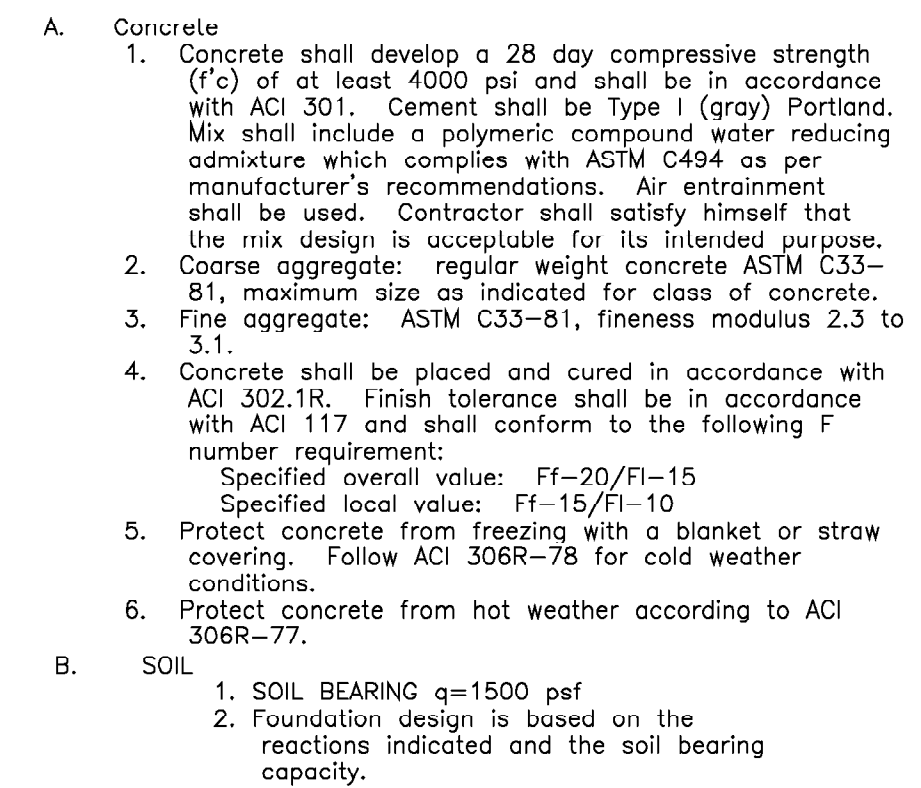 A. Concrete
1. Concrete shall develop a 28 day compressive strength
(f'c) of at least 4000 psi and shall be in accordance
with ACI 301. Cement shall be Type I (gray) Portland.
Mix shall include a polymeric compound water reducing
admixture which complies with ASTM C494 as per
manufacturer's recommendations. Air entrainment
shall be used. Contractor shall satisfy himself that
the mix design is acceptable for its intended purpose.
2. Coarse aggregate: regular weight concrete ASTM C33–
81, maximum size as indicated for class of concrete.
3. Fine aggregate: ASTM C33–81, fineness modulus 2.3 to
3.1.
4. Concrete shall be placed and cured in accordance with
ACI 302.1R. Finish tolerance shall be in accordance
with ACI 117 and shall conform to the following F
number requirement:
Specified overall value: Ff–20/Fl–15
Specified local value: Ff–15/Fl–10
5. Protect concrete from freezing with a blanket or straw
covering. Follow ACI 306R–78 for cold weather
conditions.
6. Protect concrete from hot weather according to ACI
306R–77.
B. SOIL
1. SOIL BEARING q=1500 psf
2. Foundation design is based on the
reactions indicated and the soil bearing
capacity.